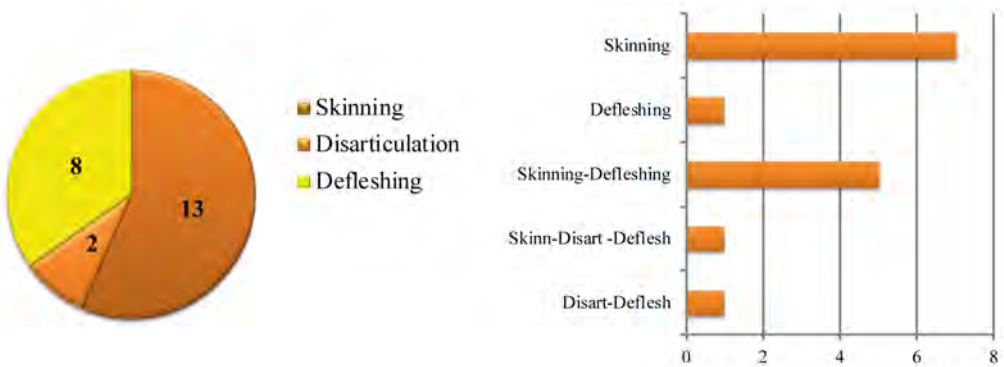 8
13
2
Skinning
Disarticulation
Defleshing
Skinning
Defleshing
Skinning-Defleshing
Skinn-Disart -Deflesh
Disart-Deflesh
0 2 4 6 8